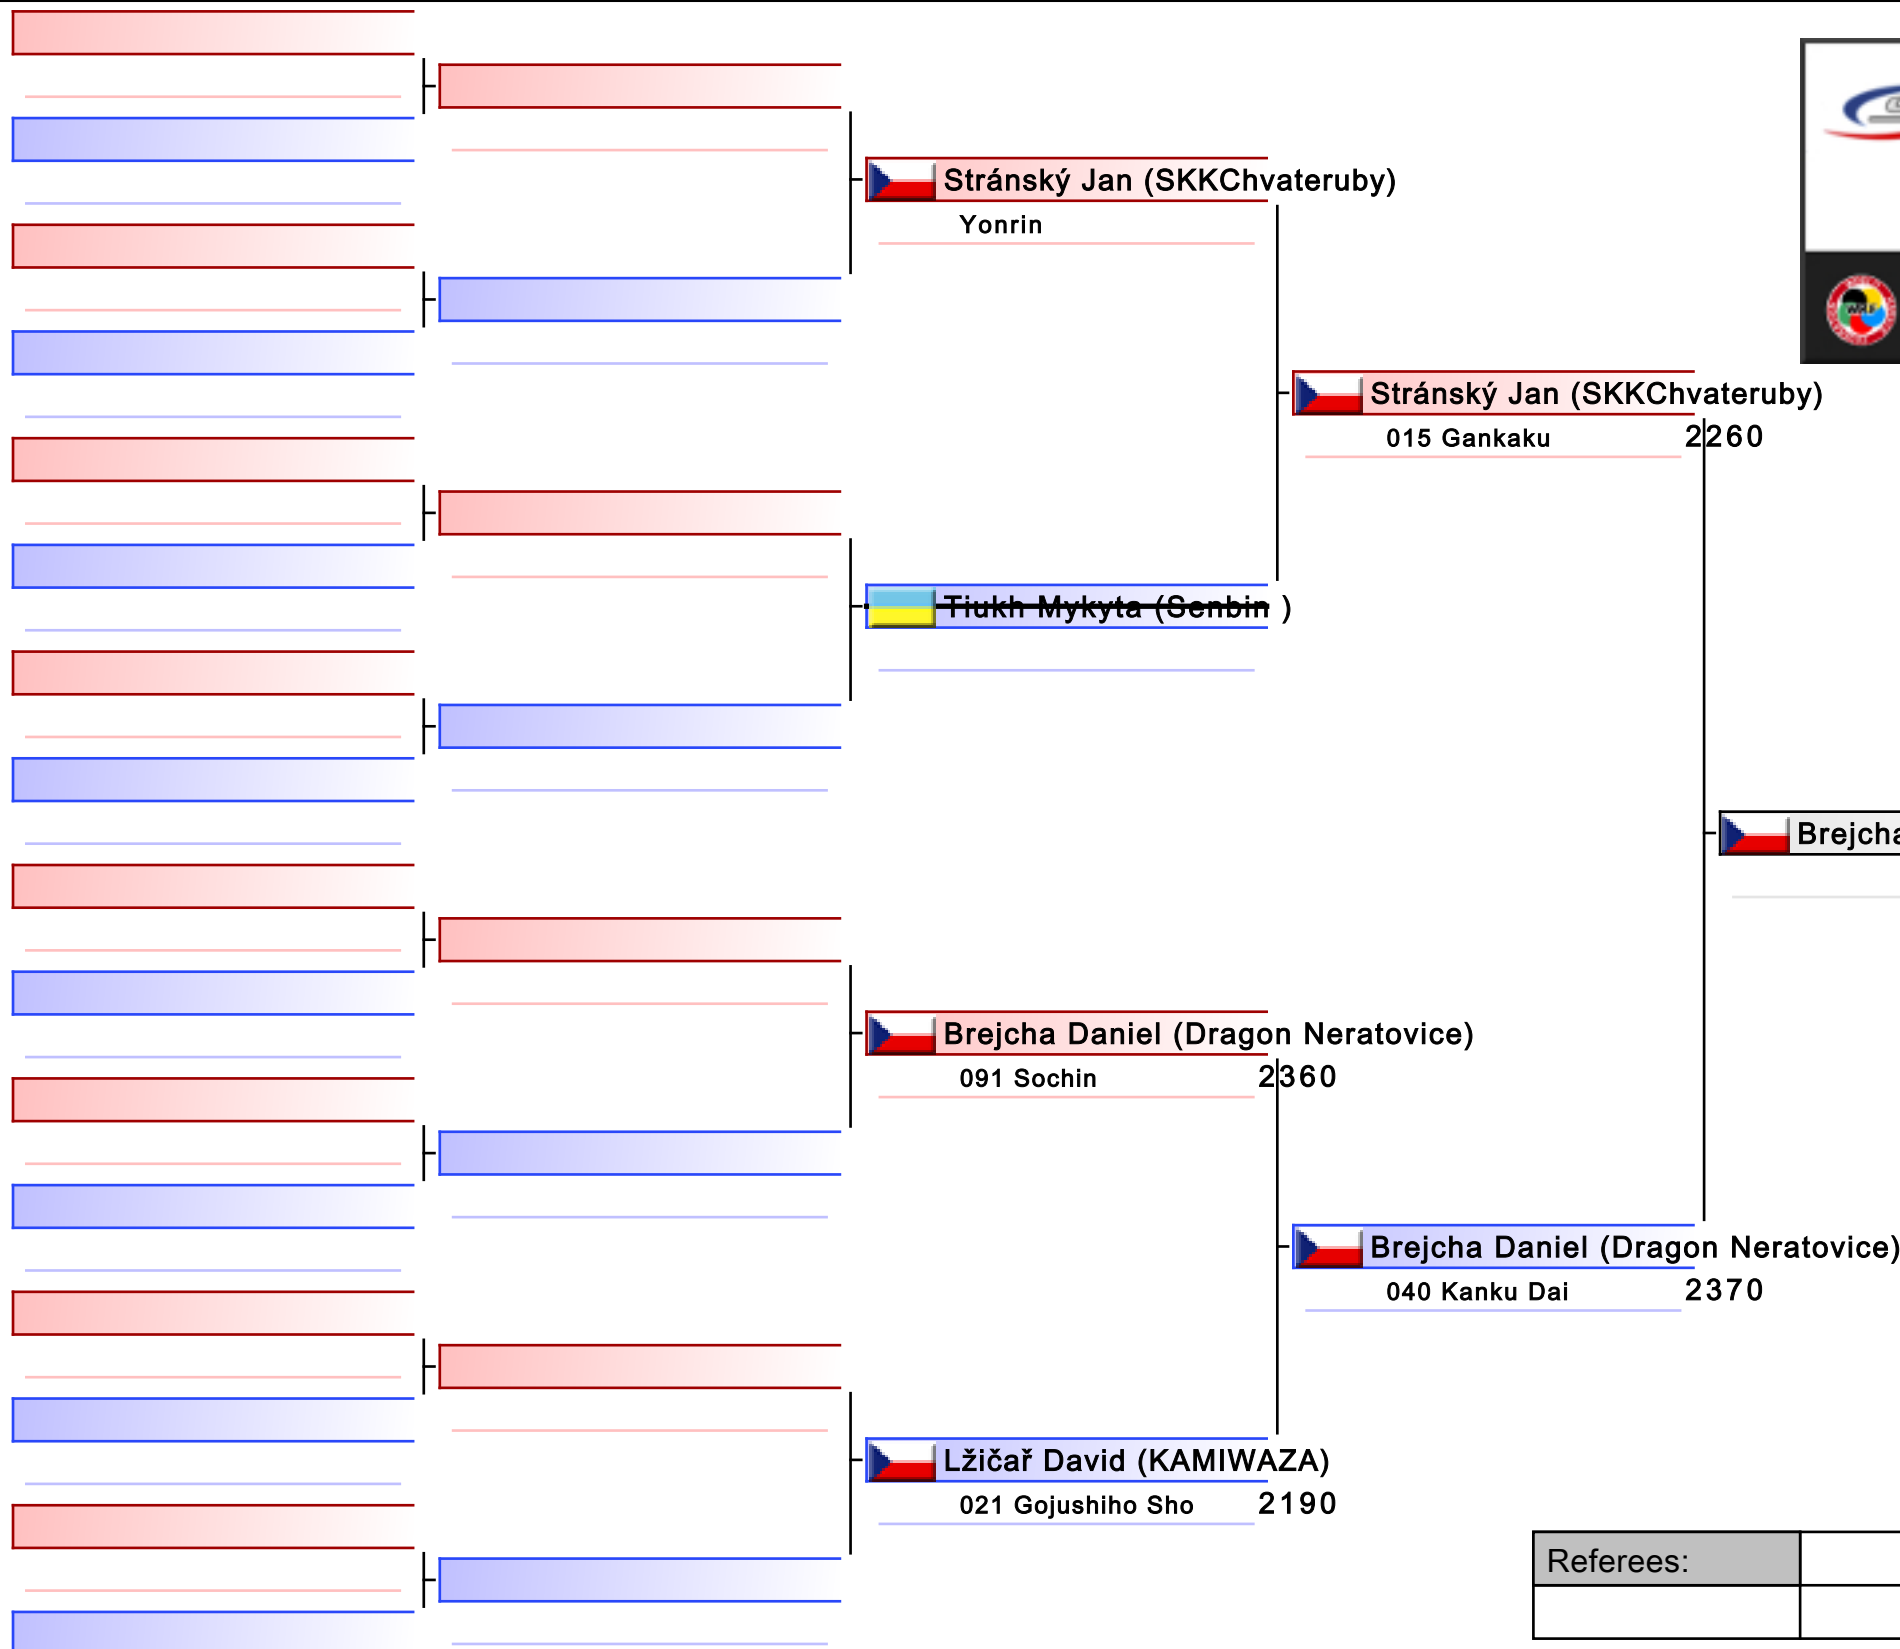 Stránský Jan (SKKChvateruby)
Yonrin
Stránský Jan (SKKChvateruby)
015 Gankaku 2260
Tiukh Mykyta (Senbin )
Brejcha
Brejcha Daniel (Dragon Neratovice)
091 Sochin 2360
Brejcha Daniel (Dragon Neratovice)
040 Kanku Dai 2370
Lžičař David (KAMIWAZA)
021 Gojushiho Sho 2190
Referees: